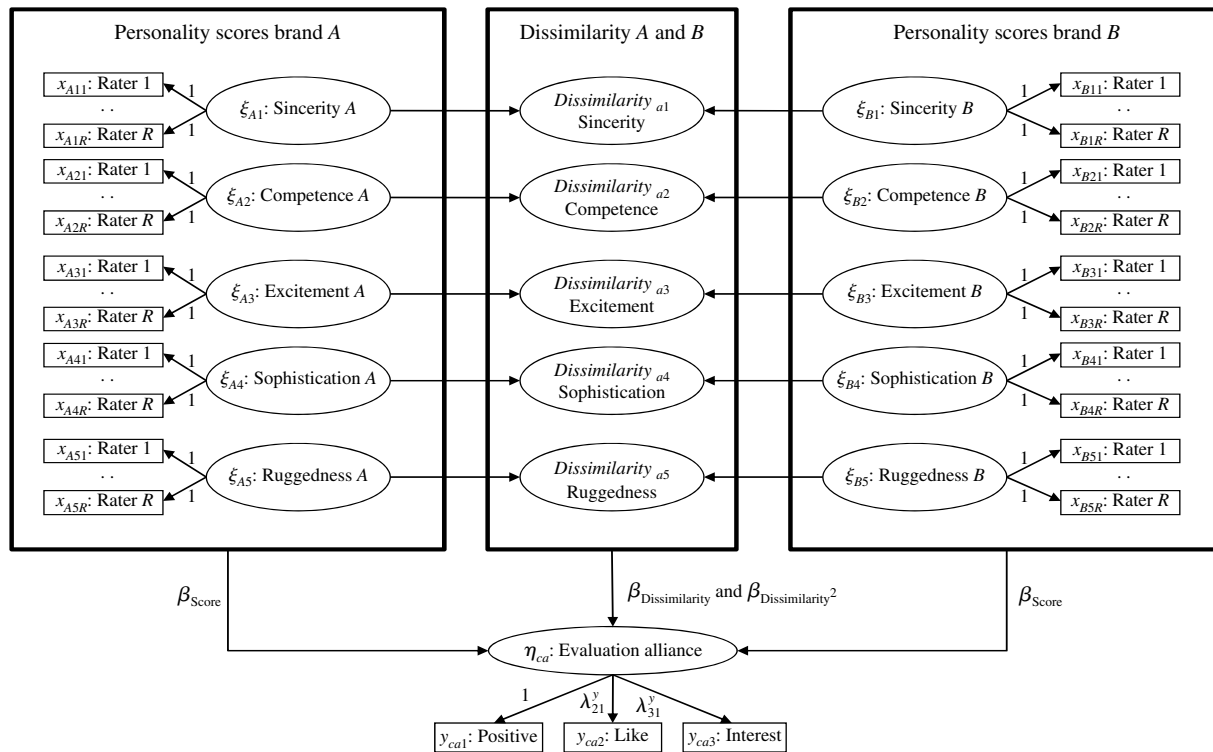 Personality scores brand A
Dissimilarity A and B
Personality scores brand B
x_A11: Rater 1
1
ξ_A1: Sincerity A
. .
1
x_A1R: Rater R
Dissimilarity a1
Sincerity
ξ_B1: Sincerity B
1
x_B11: Rater 1
. .
1
x_B1R: Rater R
x_A21: Rater 1
1
ξ_A2: Competence A
. .
1
x_A2R: Rater R
Dissimilarity a2
Competence
ξ_B2: Competence B
1
x_B21: Rater 1
. .
1
x_B2R: Rater R
x_A31: Rater 1
1
ξ_A3: Excitement A
. .
1
x_A3R: Rater R
Dissimilarity a3
Excitement
ξ_B3: Excitement B
1
x_B31: Rater 1
. .
1
x_B3R: Rater R
x_A41: Rater 1
1
ξ_A4: Sophistication A
. .
1
x_A4R: Rater R
Dissimilarity a4
Sophistication
ξ_B4: Sophistication B
1
x_B41: Rater 1
. .
1
x_B4R: Rater R
x_A51: Rater 1
1
ξ_A5: Ruggedness A
. .
1
x_A5R: Rater R
Dissimilarity a5
Ruggedness
ξ_B5: Ruggedness B
1
x_B51: Rater 1
. .
1
x_B5R: Rater R
β_Score
β_Dissimilarity and β_Dissimilarity²
β_Score
η_ca: Evaluation alliance
1
λ^y_21
λ^y_31
y_ca1: Positive
y_ca2: Like
y_ca3: Interest